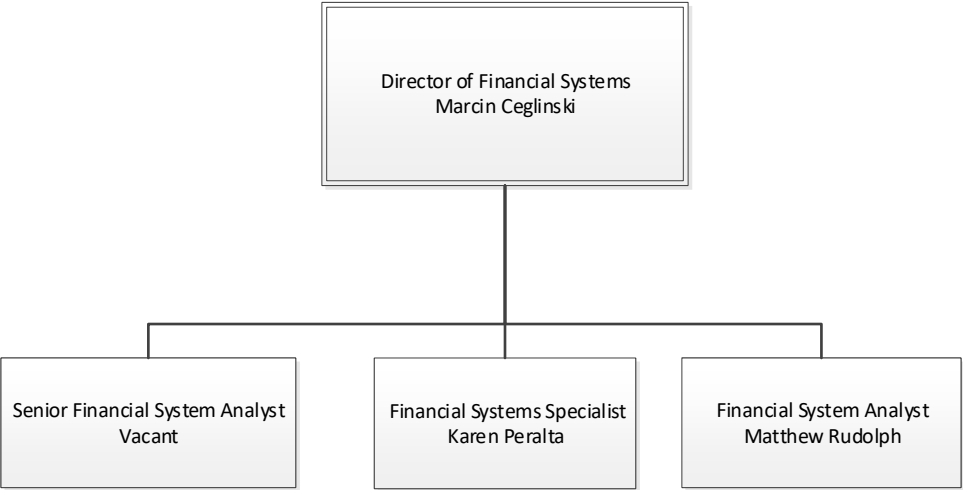 Director of Financial Systems
Marcin Ceglinski
Senior Financial System Analyst
Vacant
Financial Systems Specialist
Karen Peralta
Financial System Analyst
Matthew Rudolph